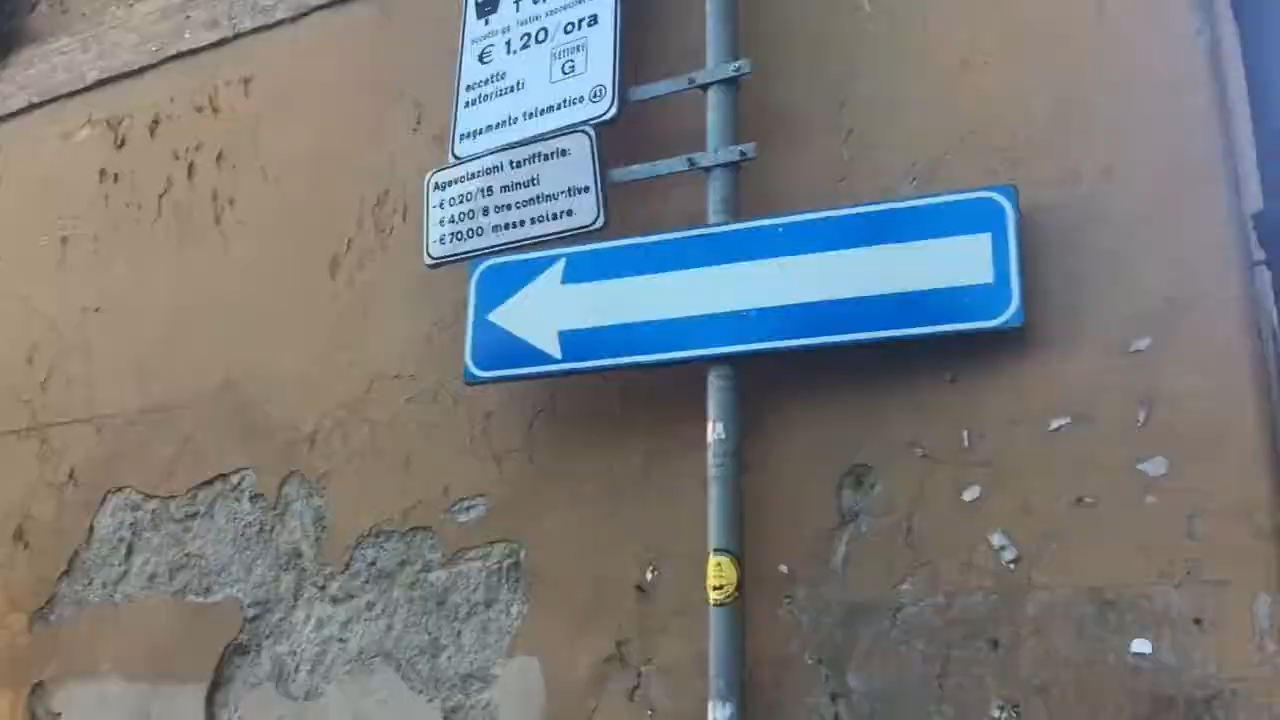 € 1,20/ora
SETTORE
G
eccetto
autorizzati
pagamento telematico 43
Agevolazioni tariffarie:
-€ 0,20/15 minuti
-€ 4,00/8 ore continuative
-€ 70,00/mese solare.